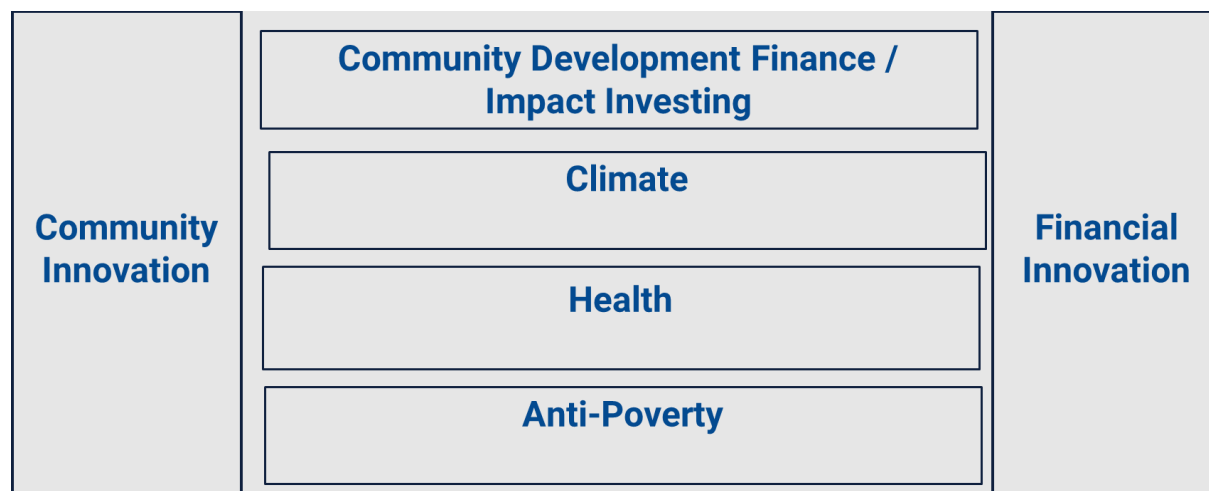 Community
Innovation
Community Development Finance /
Impact Investing
Climate
Health
Anti-Poverty
Financial
Innovation